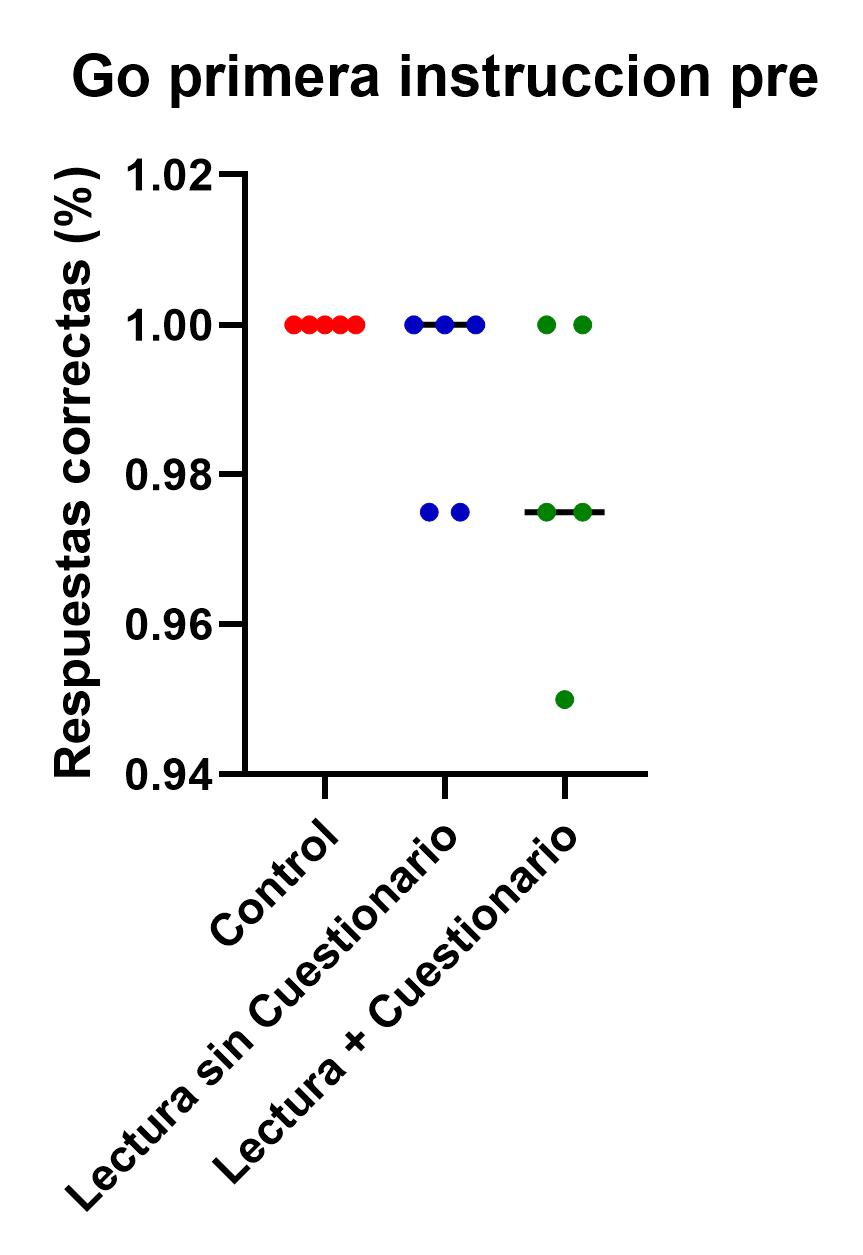 Go primera instruccion pre
Respuestas correctas (%)
1.02
1.00
0.98
0.96
0.94
Control
Lectura sin Cuestionario
Lectura + Cuestionario